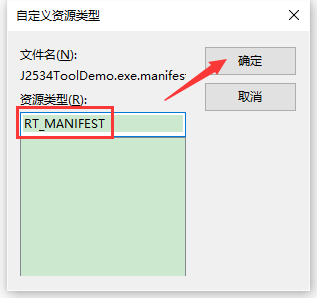 自定义资源类型
文件名(N):
确定
J2534ToolDemo.exe.manifes
资源类型(R):
取消
RT_MANIFEST